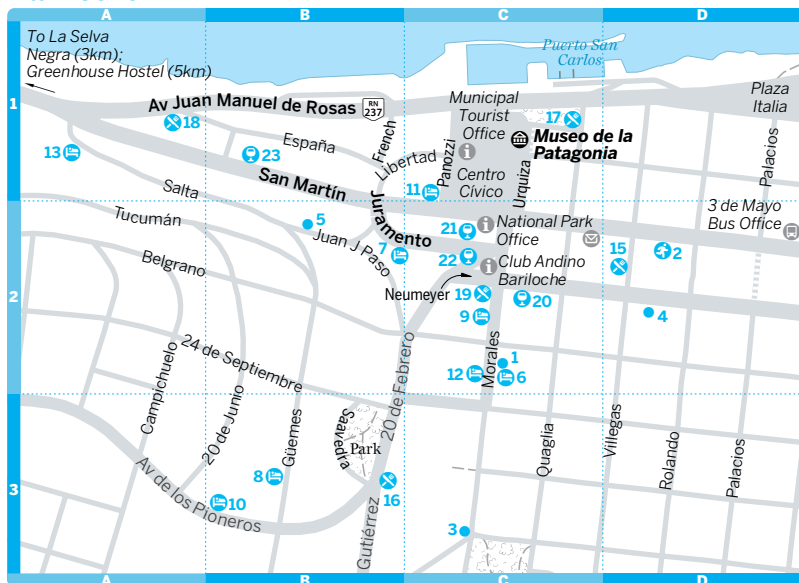 A
B
C
D
To La Selva
Negra (3km);
Greenhouse Hostel (5km)
Puerto San
Carlos
1
Av Juan Manuel de Rosas
RN
237
Municipal
Tourist
Office
17
Plaza
Italia
18
Museo de la
Patagonia
13
23
España
French
Libertad
Panozzi
Centro
Cívico
Urquiza
Palacios
San Martín
11
Salta
Tucumán
5
Juramento
21
National Park
Office
3 de Mayo
Bus Office
Juan J Paso
7
22
Club Andino
Bariloche
15
2
Belgrano
Neumeyer
19
20
2
9
4
24 de Septiembre
20 de Febrero
Morales
1
12
6
Campichuelo
20 de Junio
Güemes
Saavedra
Park
Quaglia
Villegas
Rolando
Palacios
Av de los Pioneros
8
10
16
3
Gutiérrez
3
A
B
C
D
1
2
3